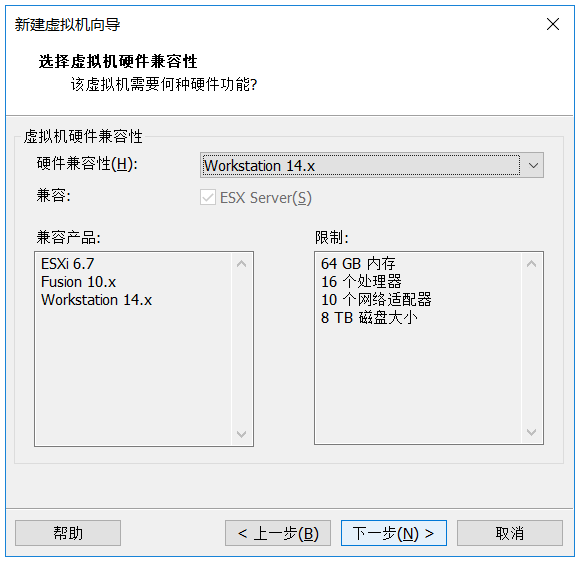 新建虚拟机向导
选择虚拟机硬件兼容性
该虚拟机需要何种硬件功能?
虚拟机硬件兼容性
硬件兼容性(H):
Workstation 14.x
兼容:
ESX Server(S)
兼容产品:
ESXi 6.7
Fusion 10.x
Workstation 14.x
限制:
64 GB 内存
16 个处理器
10 个网络适配器
8 TB 磁盘大小
帮助
< 上一步(B)
下一步(N) >
取消